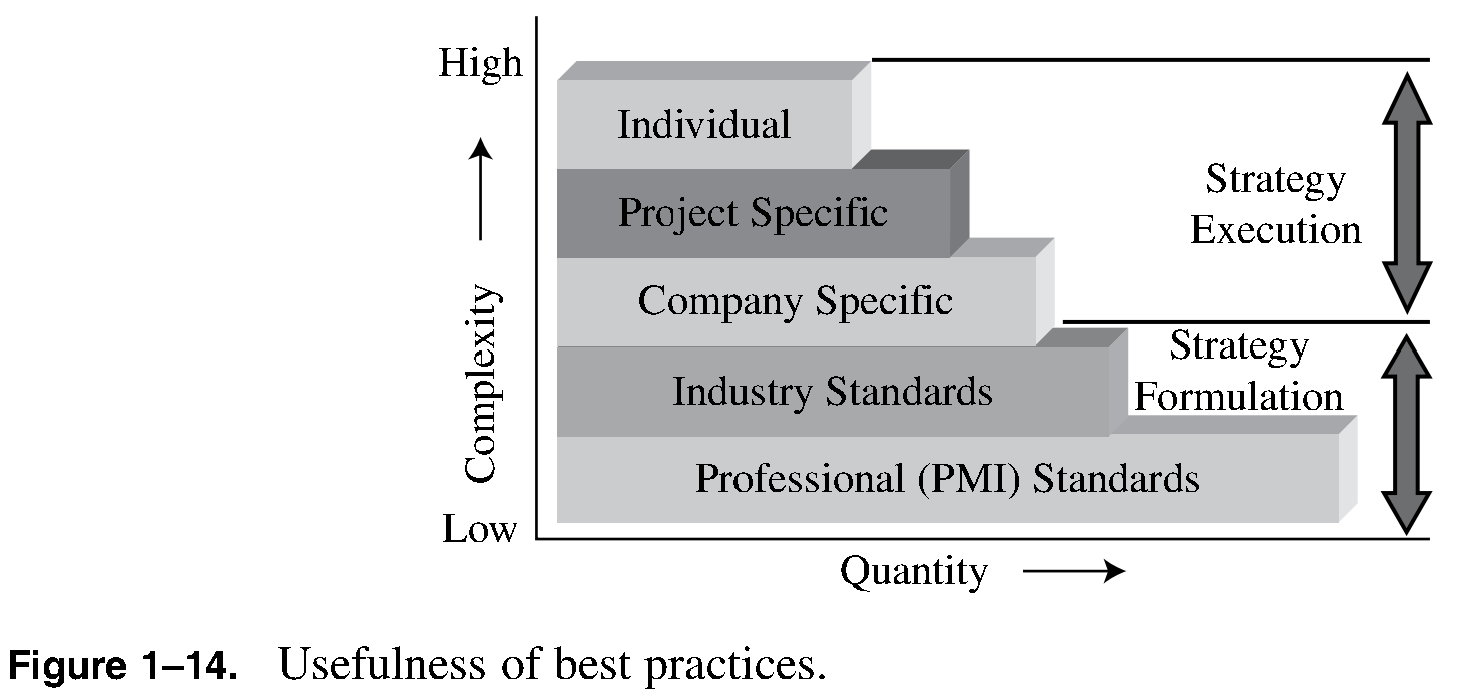 High
Individual
Project Specific
Company Specific
Industry Standards
Professional (PMI) Standards
Low
Complexity
Quantity
Strategy
Execution
Strategy
Formulation
Figure 1–14. Usefulness of best practices.